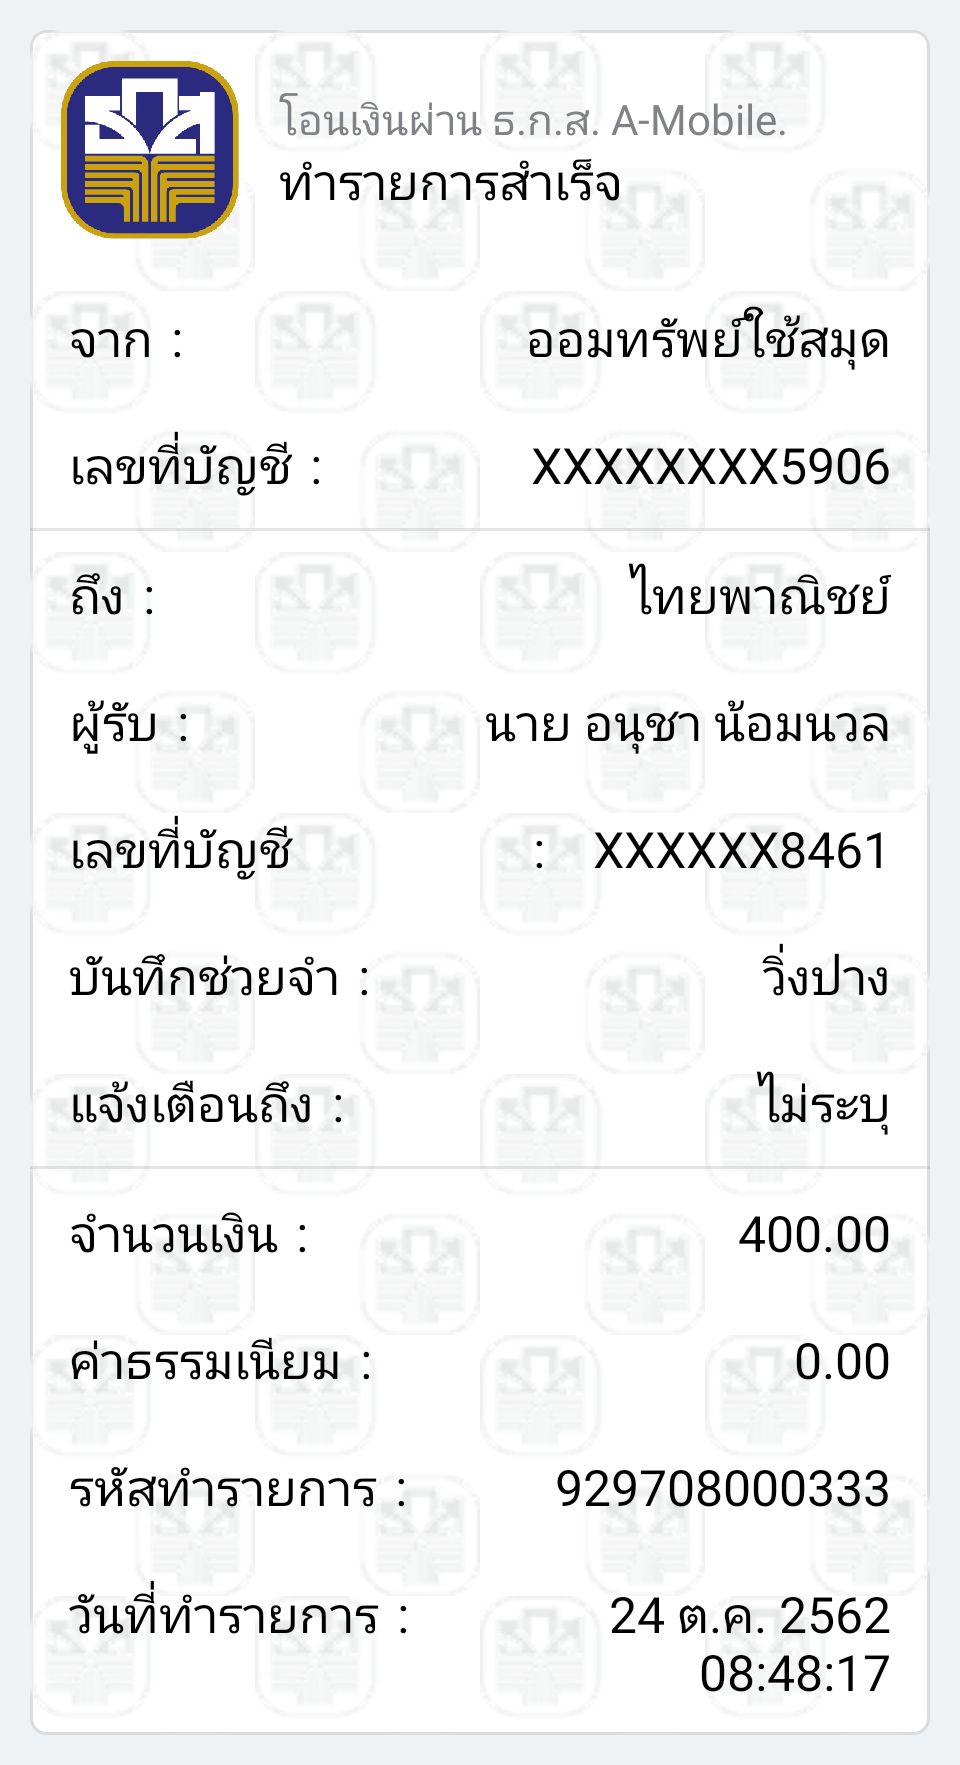 โอนเงินผ่าน ธ.ก.ส. A-Mobile.
ทำรายการสำเร็จ
จาก : ออมทรัพย์ใช้สมุด
เลขที่บัญชี : XXXXXXXX5906
ถึง : ไทยพาณิชย์
ผู้รับ : นาย อนุชา น้อมนวล
เลขที่บัญชี : XXXXXX8461
บันทึกช่วยจำ : วิ่งปาง
แจ้งเตือนถึง : ไม่ระบุ
จำนวนเงิน : 400.00
ค่าธรรมเนียม : 0.00
รหัสทำรายการ : 929708000333
วันที่ทำรายการ : 24 ต.ค. 2562
08:48:17